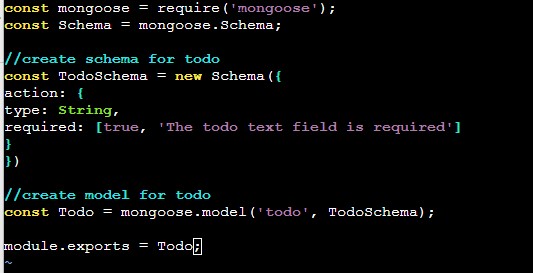 const mongoose = require('mongoose');
const Schema = mongoose.Schema;

//create schema for todo
const TodoSchema = new Schema({
action: {
type: String,
required: [true, 'The todo text field is required']
}
})

//create model for todo
const Todo = mongoose.model('todo', TodoSchema);

module.exports = Todo;
~